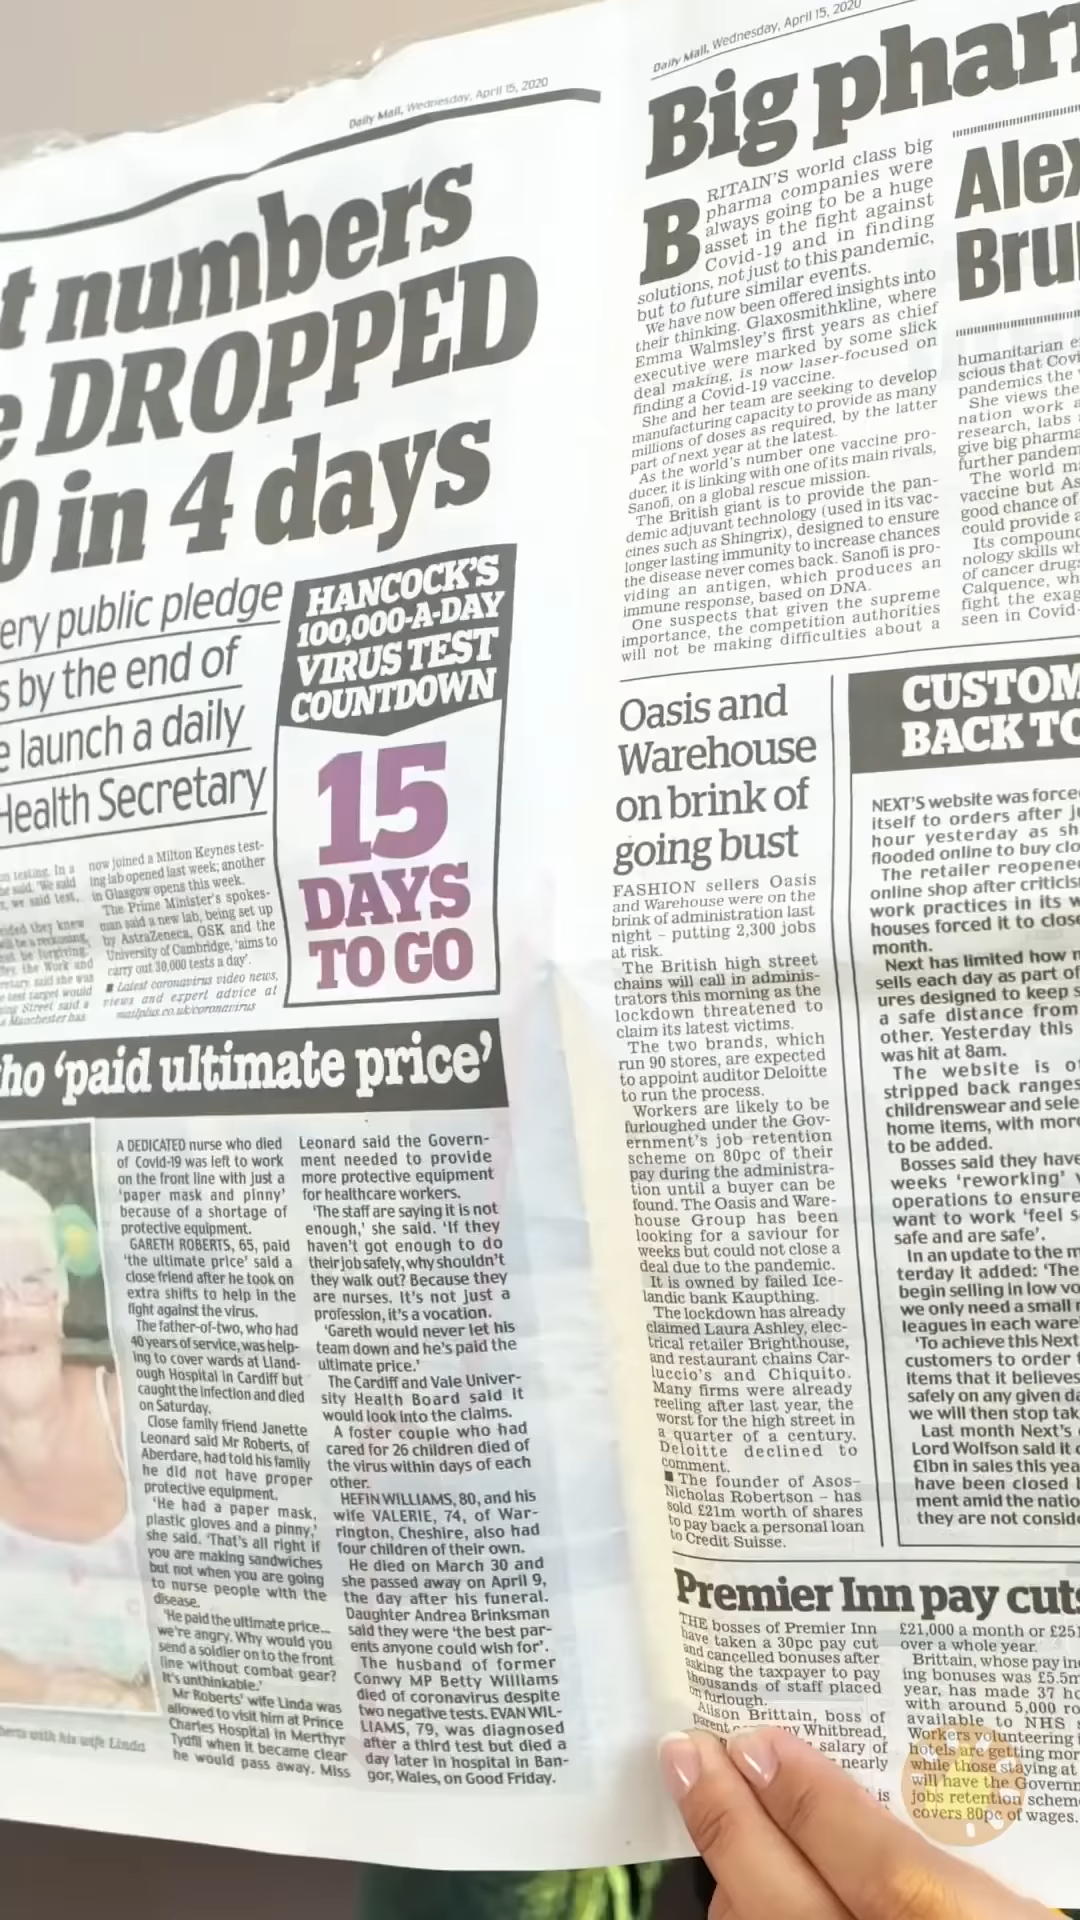 Daily Mail, Wednesday, April 15, 2020
t numbers
e DROPPED
0 in 4 days
ery public pledge
s by the end of
e launch a daily
Health Secretary
HANCOCK'S
100,000-A-DAY
VIRUS TEST
COUNTDOWN
15
DAYS
TO GO
on testing. In a
he said. 'We said
we said test,
ided they knew
will be a reckoning,
be forgiving.
the Work and
said she was
test target would
ing Street said a
Manchester has
now joined a Milton Keynes test-
ing lab opened last week; another
in Glasgow opens this week.
The Prime Minister's spokes-
man said a new lab, being set up
by AstraZeneca, GSK and the
University of Cambridge, 'aims to
carry out 30,000 tests a day'.
■ Latest coronavirus video news,
views and expert advice at
mailplus.co.uk/coronavirus
ho 'paid ultimate price'
A DEDICATED nurse who died
of Covid-19 was left to work
on the front line with just a
'paper mask and pinny'
because of a shortage of
protective equipment.
GARETH ROBERTS, 65, paid
'the ultimate price' said a
close friend after he took on
extra shifts to help in the
fight against the virus.
The father-of-two, who had
40 years of service, was help-
ing to cover wards at Lland-
ough Hospital in Cardiff but
caught the infection and died
on Saturday.
Close family friend Janette
Leonard said Mr Roberts, of
Aberdare, had told his family
he did not have proper
protective equipment.
'He had a paper mask,
plastic gloves and a pinny,'
she said. 'That's all right if
you are making sandwiches
but not when you are going
to nurse people with the
disease.
'He paid the ultimate price...
we're angry. Why would you
send a soldier on to the front
line without combat gear?
It's unthinkable.'
Mr Roberts' wife Linda was
allowed to visit him at Prince
Charles Hospital in Merthyr
Tydfil when it became clear
he would pass away. Miss
Leonard said the Govern-
ment needed to provide
more protective equipment
for healthcare workers.
'The staff are saying it is not
enough,' she said. 'If they
haven't got enough to do
their job safely, why shouldn't
they walk out? Because they
are nurses. It's not just a
profession, it's a vocation.
'Gareth would never let his
team down and he's paid the
ultimate price.'
The Cardiff and Vale Univer-
sity Health Board said it
would look into the claims.
A foster couple who had
cared for 26 children died of
the virus within days of each
other.
HEFIN WILLIAMS, 80, and his
wife VALERIE, 74, of War-
rington, Cheshire, also had
four children of their own.
He died on March 30 and
she passed away on April 9,
the day after his funeral.
Daughter Andrea Brinksman
said they were 'the best par-
ents anyone could wish for'.
The husband of former
Conwy MP Betty Williams
died of coronavirus despite
two negative tests. EVAN WIL-
LIAMS, 79, was diagnosed
after a third test but died a
day later in hospital in Ban-
gor, Wales, on Good Friday.
berts with his wife Linda
Daily Mail, Wednesday, April 15, 2020
Big phar
Alex
Bru
BRITAIN'S world class big
pharma companies were
always going to be a huge
asset in the fight against
Covid-19 and in finding
solutions, not just to this pandemic,
but to future similar events.
We have now been offered insights into
their thinking. Glaxosmithkline, where
Emma Walmsley's first years as chief
executive were marked by some slick
deal making, is now laser-focused on
finding a Covid-19 vaccine.
She and her team are seeking to develop
manufacturing capacity to provide as many
millions of doses as required, by the latter
part of next year at the latest.
As the world's number one vaccine pro-
ducer, it is linking with one of its main rivals,
Sanofi, on a global rescue mission.
The British giant is to provide the pan-
demic adjuvant technology (used in its vac-
cines such as Shingrix), designed to ensure
longer lasting immunity to increase chances
the disease never comes back. Sanofi is pro-
viding an antigen, which produces an
immune response, based on DNA.
One suspects that given the supreme
importance, the competition authorities
will not be making difficulties about a
humanitarian e
scious that Covi
pandemics the
She views the
nation work a
research, labs
give big pharma
further pandem
The world ma
vaccine but As
good chance of
could provide a
Its compound
nology skills wh
of cancer drug
Calquence, wh
fight the exag
seen in Covid-
Oasis and
Warehouse
on brink of
going bust
FASHION sellers Oasis
and Warehouse were on the
brink of administration last
night – putting 2,300 jobs
at risk.
The British high street
chains will call in adminis-
trators this morning as the
lockdown threatened to
claim its latest victims.
The two brands, which
run 90 stores, are expected
to appoint auditor Deloitte
to run the process.
Workers are likely to be
furloughed under the Gov-
ernment's job retention
scheme on 80pc of their
pay during the administra-
tion until a buyer can be
found. The Oasis and Ware-
house Group has been
looking for a saviour for
weeks but could not close a
deal due to the pandemic.
It is owned by failed Ice-
landic bank Kaupthing.
The lockdown has already
claimed Laura Ashley, elec-
trical retailer Brighthouse,
and restaurant chains Car-
luccio's and Chiquito.
Many firms were already
reeling after last year, the
worst for the high street in
a quarter of a century.
Deloitte declined to
comment.
■ The founder of Asos–
Nicholas Robertson – has
sold £21m worth of shares
to pay back a personal loan
to Credit Suisse.
CUSTOM
BACK TO
NEXT'S website was force
itself to orders after j
hour yesterday as sh
flooded online to buy clo
The retailer reopene
online shop after criticis
work practices in its w
houses forced it to close
month.
Next has limited how m
sells each day as part of
ures designed to keep s
a safe distance from
other. Yesterday this
was hit at 8am.
The website is o
stripped back ranges
childrenswear and sele
home items, with more
to be added.
Bosses said they have
weeks 'reworking'
operations to ensure
want to work 'feel s
safe and are safe'.
In an update to the m
terday it added: 'The
begin selling in low vo
we only need a small
leagues in each ware
'To achieve this Next
customers to order
items that it believes
safely on any given da
we will then stop tak
Last month Next's
Lord Wolfson said it
£1bn in sales this yea
have been closed
ment amid the natio
they are not conside
Premier Inn pay cuts
THE bosses of Premier Inn
have taken a 30pc pay cut
and cancelled bonuses after
asking the taxpayer to pay
thousands of staff placed
on furlough.
Alison Brittain, boss of
parent Whitbread,
salary of
nearly
is
£21,000 a month or £251
over a whole year.
Brittain, whose pay in
ing bonuses was £5.5m
year, has made 37 ho
with around 5,000 ro
available to NHS
Workers volunteering
hotels are getting mor
while those staying at
will have the Governm
jobs retention scheme
covers 80pc of wages.